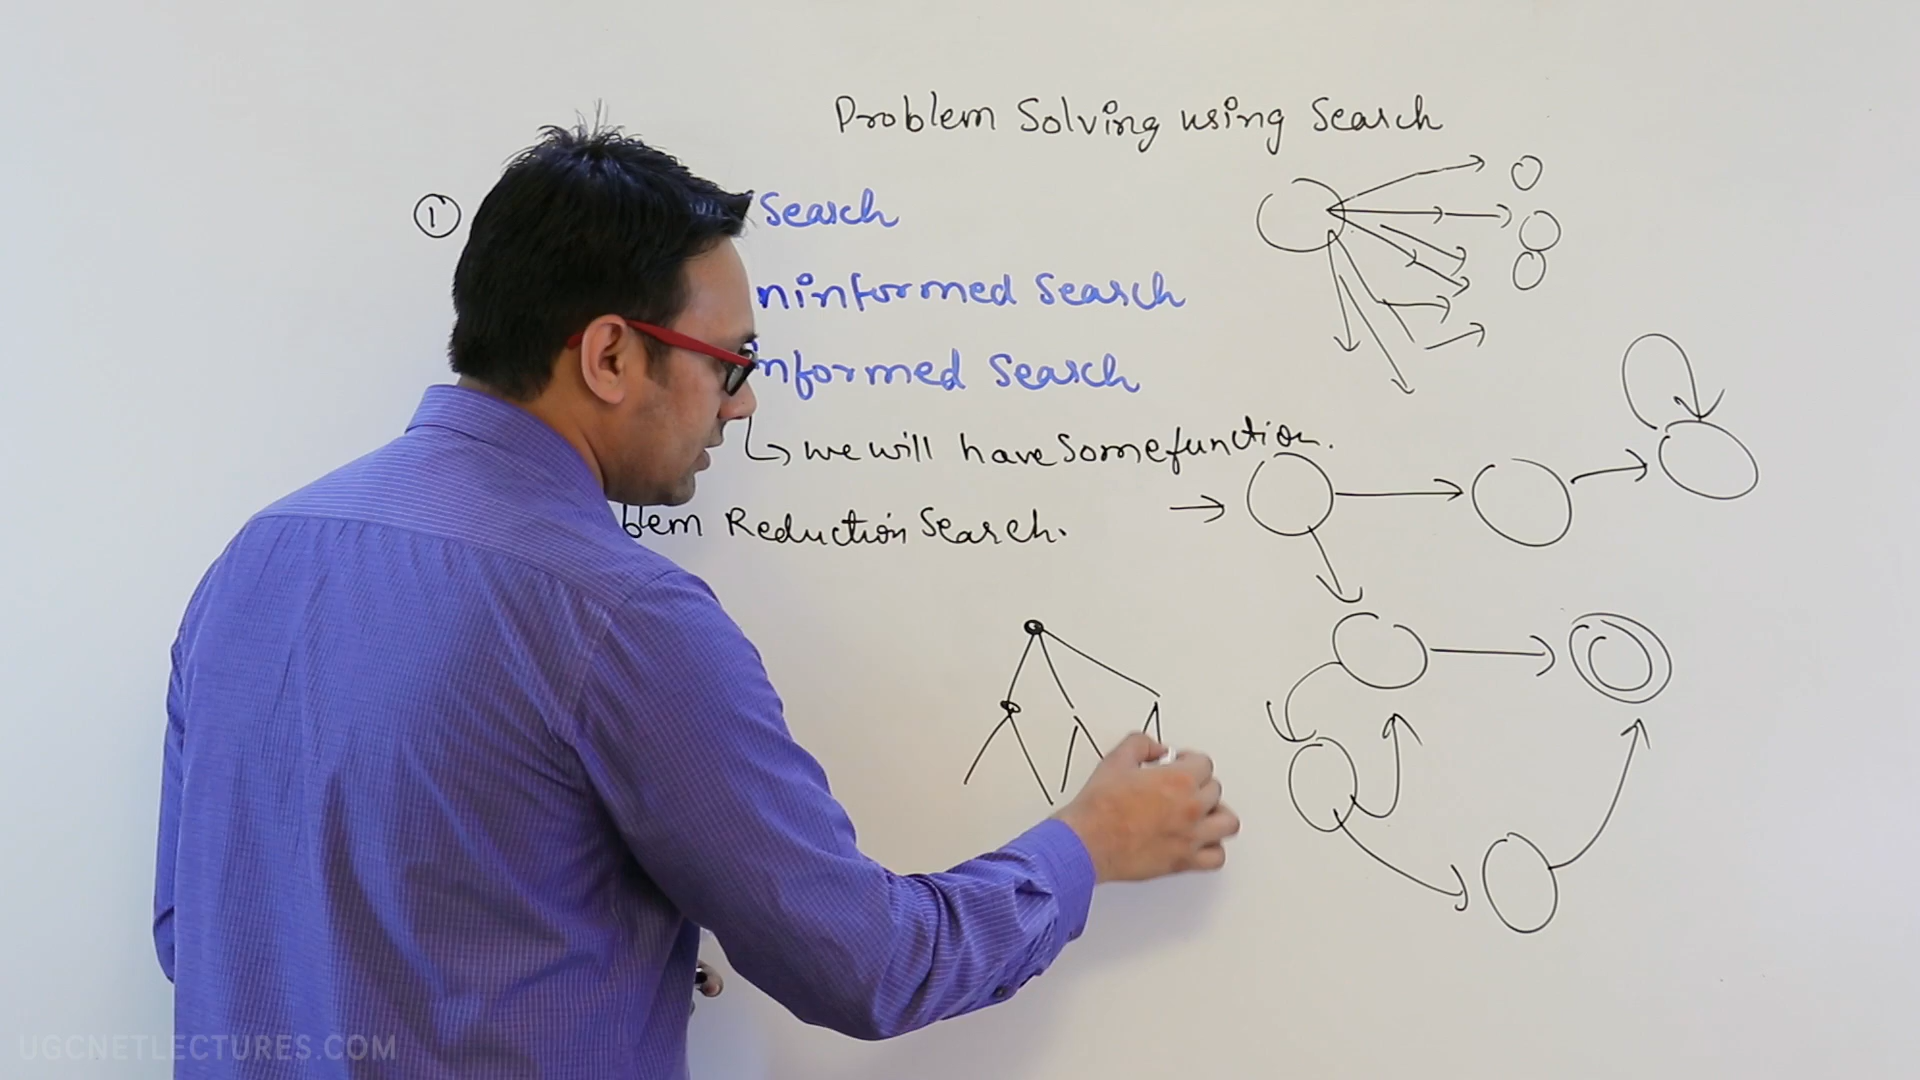 Problem Solving using Search
① Search
ninformed Search
nformed Search
↳ we will have Some function.
blem Reduction Search.
UGCNETLECTURES.COM